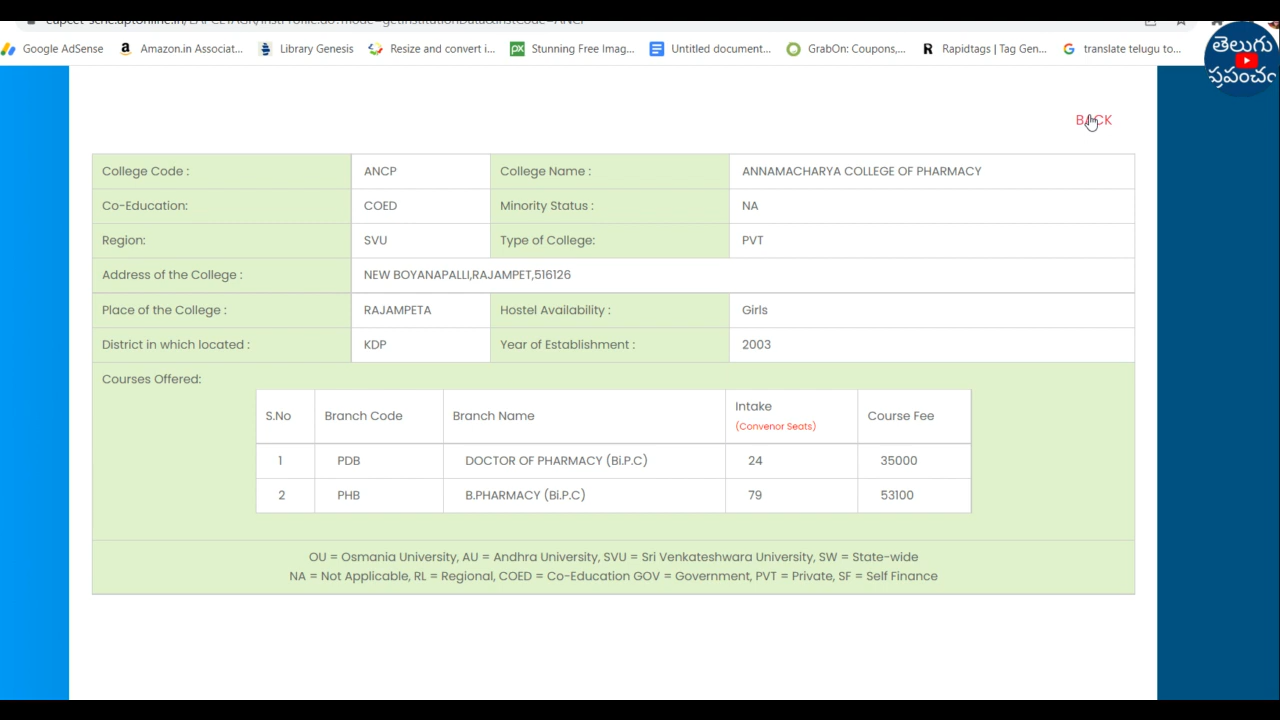 Google AdSense Amazon.in Associat... Library Genesis Resize and convert i... Stunning Free Imag... Untitled document... GrabOn: Coupons,... Rapidtags | Tag Gen... translate telugu to...
తెలుగు
ప్రపంచం
BACK
College Code : ANCP College Name : ANNAMACHARYA COLLEGE OF PHARMACY
Co-Education: COED Minority Status : NA
Region: SVU Type of College: PVT
Address of the College : NEW BOYANAPALLI,RAJAMPET,516126
Place of the College : RAJAMPETA Hostel Availability : Girls
District in which located : KDP Year of Establishment : 2003
Courses Offered:
S.No Branch Code Branch Name Intake (Convenor Seats) Course Fee
1 PDB DOCTOR OF PHARMACY (Bi.P.C) 24 35000
2 PHB B.PHARMACY (Bi.P.C) 79 53100
OU = Osmania University, AU = Andhra University, SVU = Sri Venkateshwara University, SW = State-wide
NA = Not Applicable, RL = Regional, COED = Co-Education GOV = Government, PVT = Private, SF = Self Finance